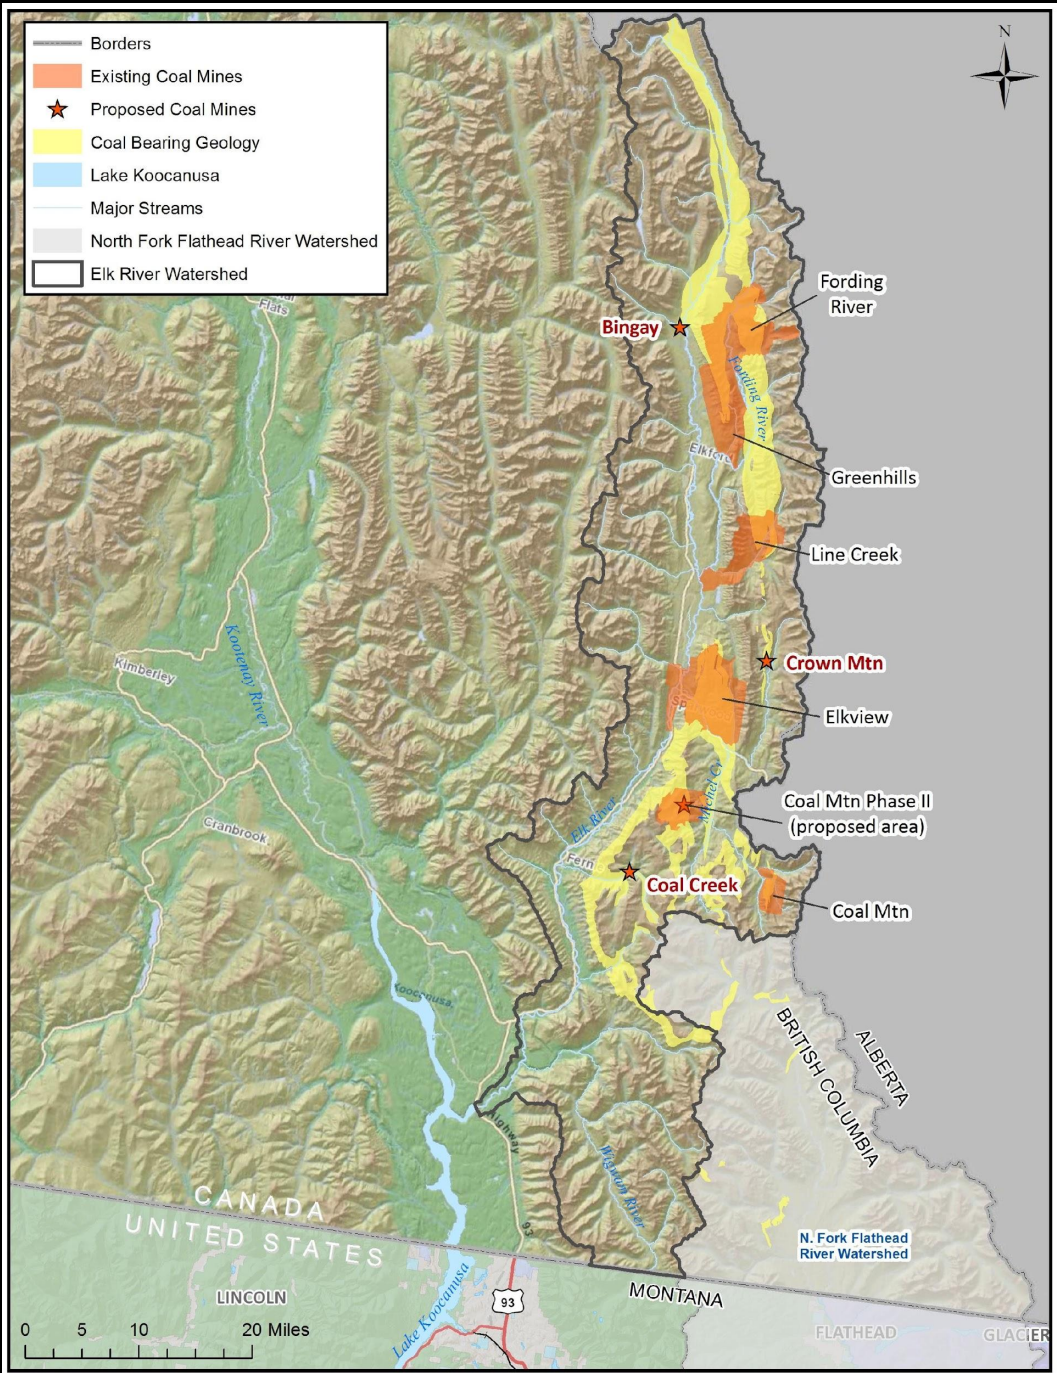 Borders
Existing Coal Mines
Proposed Coal Mines
Coal Bearing Geology
Lake Koocanusa
Major Streams
North Fork Flathead River Watershed
Elk River Watershed
N
Flats
Fording
River
Bingay
Fording River
Elkford
Greenhills
Line Creek
Kootenay River
Kimberley
Crown Mtn
Elkview
Coal Mtn Phase II
(proposed area)
Michel Cr
Elk River
Cranbrook
Fern
Coal Creek
Coal Mtn
Koocanusa
BRITISH COLUMBIA
ALBERTA
Highway
93
Wigwam River
CANADA
UNITED STATES
N. Fork Flathead
River Watershed
MONTANA
LINCOLN
93
Lake Koocanusa
FLATHEAD
GLACIER
0 5 10 20 Miles